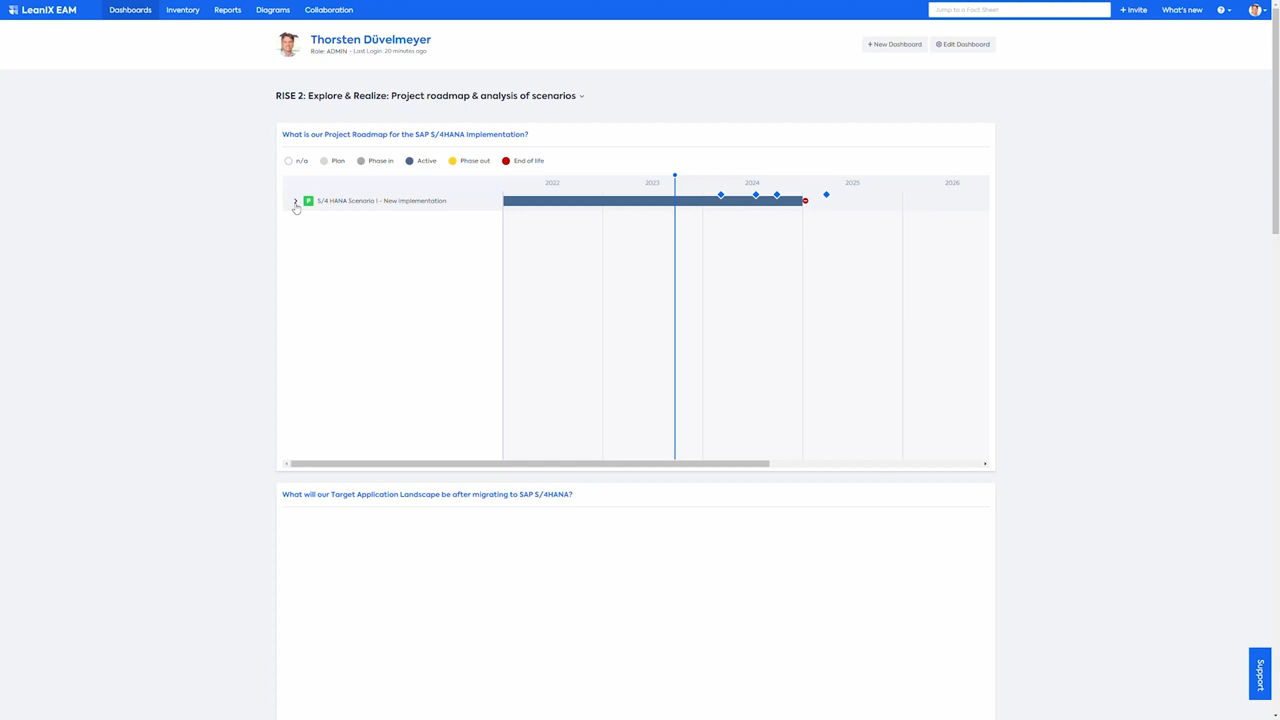 LeanIX EAM Dashboards Inventory Reports Diagrams Collaboration Jump to a Fact Sheet + Invite What's new ?
Thorsten Düvelmeyer
Role: ADMIN - Last Login: 20 minutes ago
+ New Dashboard Edit Dashboard
RISE 2: Explore & Realize: Project roadmap & analysis of scenarios
What is our Project Roadmap for the SAP S/4HANA Implementation?
n/a Plan Phase in Active Phase out End of life
2022 2023 2024 2025 2026
P S/4 HANA Scenario I - New implementation
What will our Target Application Landscape be after migrating to SAP S/4HANA?
Support